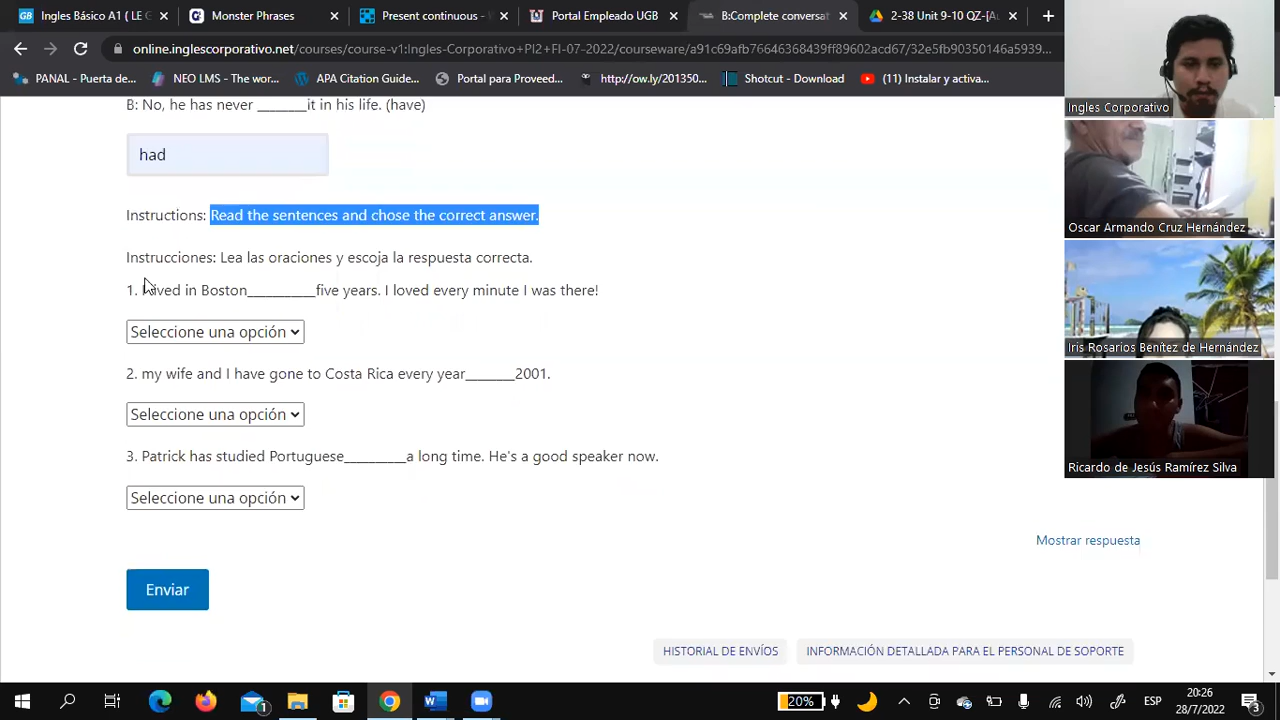 Ingles Básico A1 ( LE G
Monster Phrases
Present continuous - W
Portal Empleado UGB
B:Complete conversat
2-38 Unit 9-10 QZ-[Au
online.inglescorporativo.net/courses/course-v1:Ingles-Corporativo+PI2+FI-07-2022/courseware/a91c69afb76646368439ff89602acd67/32e5fb90350146a5939...
PANAL - Puerta de...
NEO LMS - The wor...
APA Citation Guide...
Portal para Proveed...
http://ow.ly/201350...
Shotcut - Download
(11) Instalar y activa...
B: No, he has never ________it in his life. (have)
had
Instructions: Read the sentences and chose the correct answer.
Instrucciones: Lea las oraciones y escoja la respuesta correcta.
1. I lived in Boston___________five years. I loved every minute I was there!
Seleccione una opción
2. my wife and I have gone to Costa Rica every year________2001.
Seleccione una opción
3. Patrick has studied Portuguese__________a long time. He's a good speaker now.
Seleccione una opción
Mostrar respuesta
Enviar
HISTORIAL DE ENVÍOS
INFORMACIÓN DETALLADA PARA EL PERSONAL DE SOPORTE
Ingles Corporativo
Oscar Armando Cruz Hernández
Iris Rosarios Benítez de Hernández
Ricardo de Jesús Ramírez Silva
1
20%
ESP
20:26
28/7/2022
3